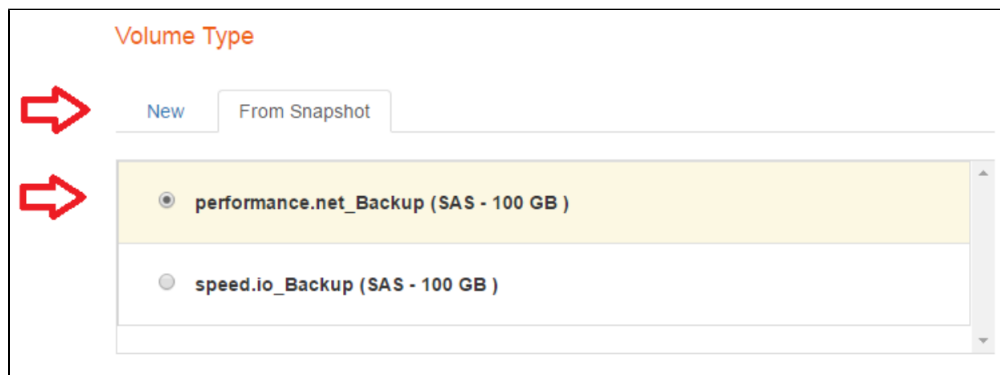 Volume Type
New From Snapshot
performance.net_Backup (SAS - 100 GB )
speed.io_Backup (SAS - 100 GB )